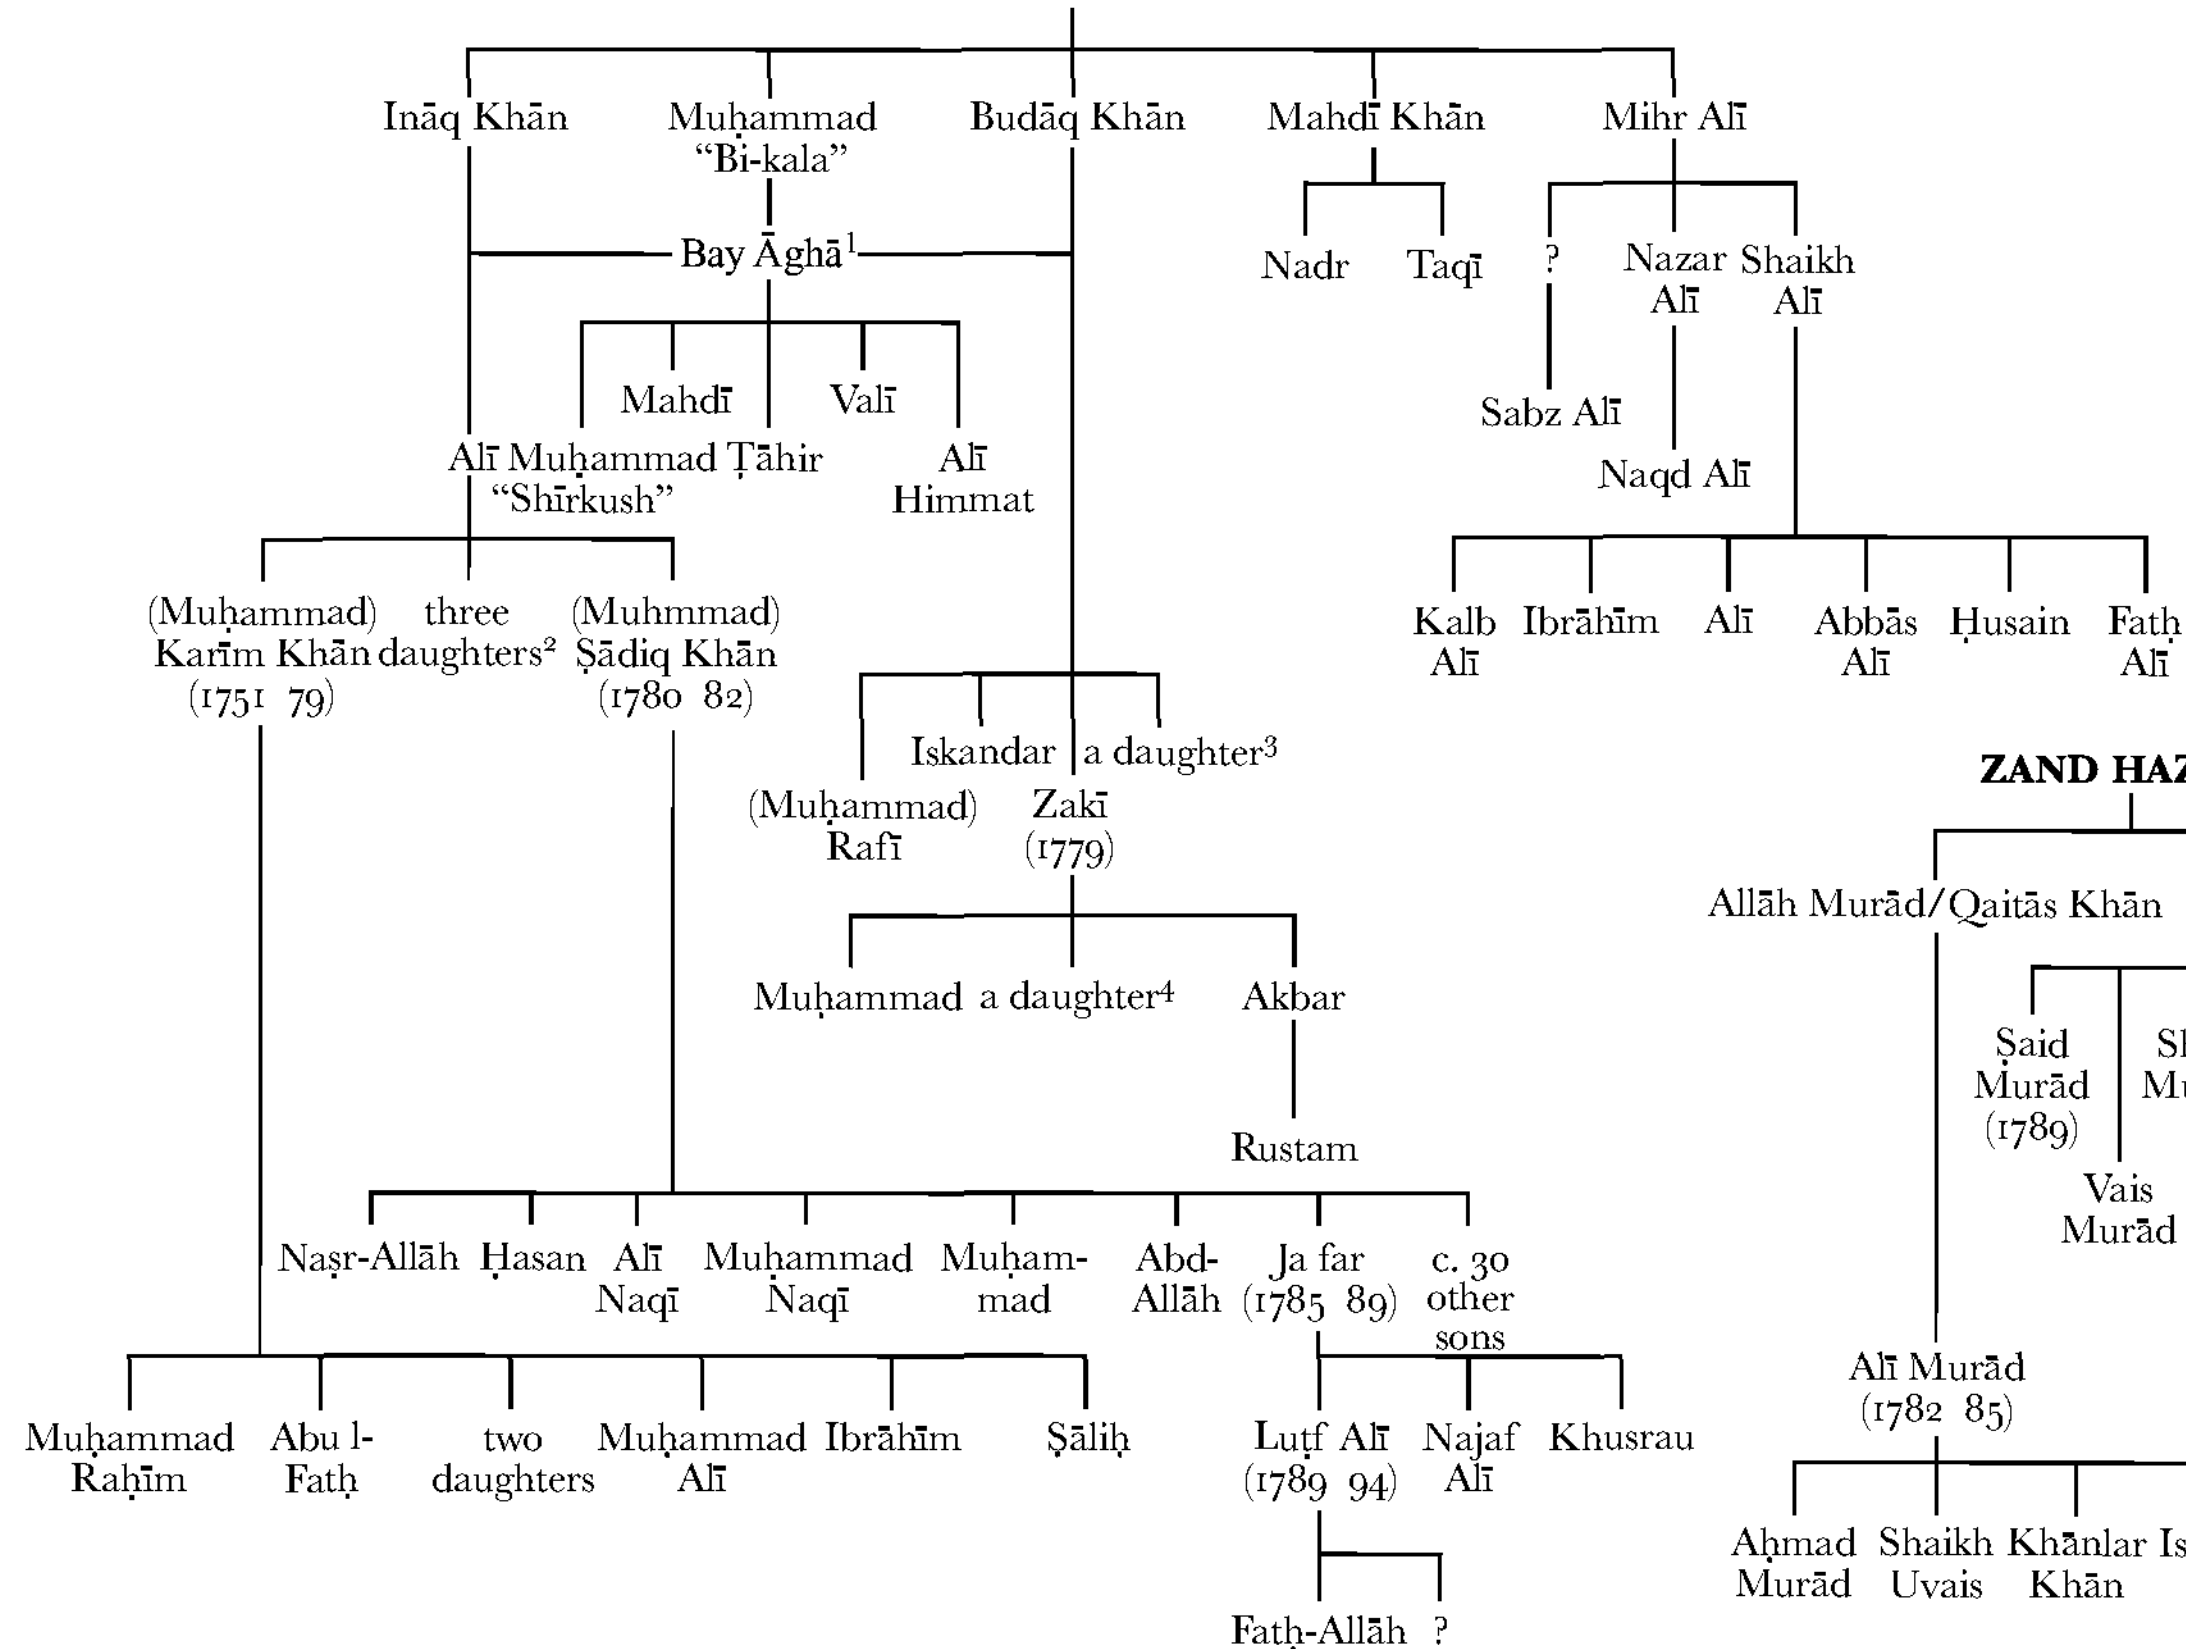 Ināq Khān
Muḥammad
“Bi-kala”
Budāq Khān
Mahdī Khān
Mihr Alī
Bay Āghā¹
Nadr
Taqī
?
Nazar
Alī
Shaikh
Alī
Mahdī
Valī
Sabz Alī
Alī
Muḥammad
“Shīrkush”
Ṭāhir
Alī
Himmat
Naqd Alī
(Muḥammad)
Karīm Khān
(1751 79)
three
daughters²
(Muhmmad)
Ṣādiq Khān
(1780 82)
Kalb
Alī
Ibrāhīm
Alī
Abbās
Alī
Ḥusain
Fatḥ
Alī
Iskandar
a daughter³
(Muḥammad)
Rafī
Zakī
(1779)
ZAND
Allāh Murād/Qaitās Khān
Muḥammad
a daughter⁴
Akbar
Ṣaid
Murād
(1789)
Rustam
Vais
Murād
Naṣr-Allāh
Ḥasan
Alī
Naqī
Muḥammad
Naqī
Muḥam-
mad
Abd-
Allāh
Ja far
(1785 89)
c. 30
other
sons
Alī Murād
(1782 85)
Muḥammad
Raḥīm
Abu l-
Fatḥ
two
daughters
Muḥammad
Alī
Ibrāhīm
Ṣāliḥ
Luṭf Alī
(1789 94)
Najaf
Alī
Khusrau
Aḥmad
Murād
Shaikh
Uvais
Khānlar
Khān
Fatḥ-Allāh
?